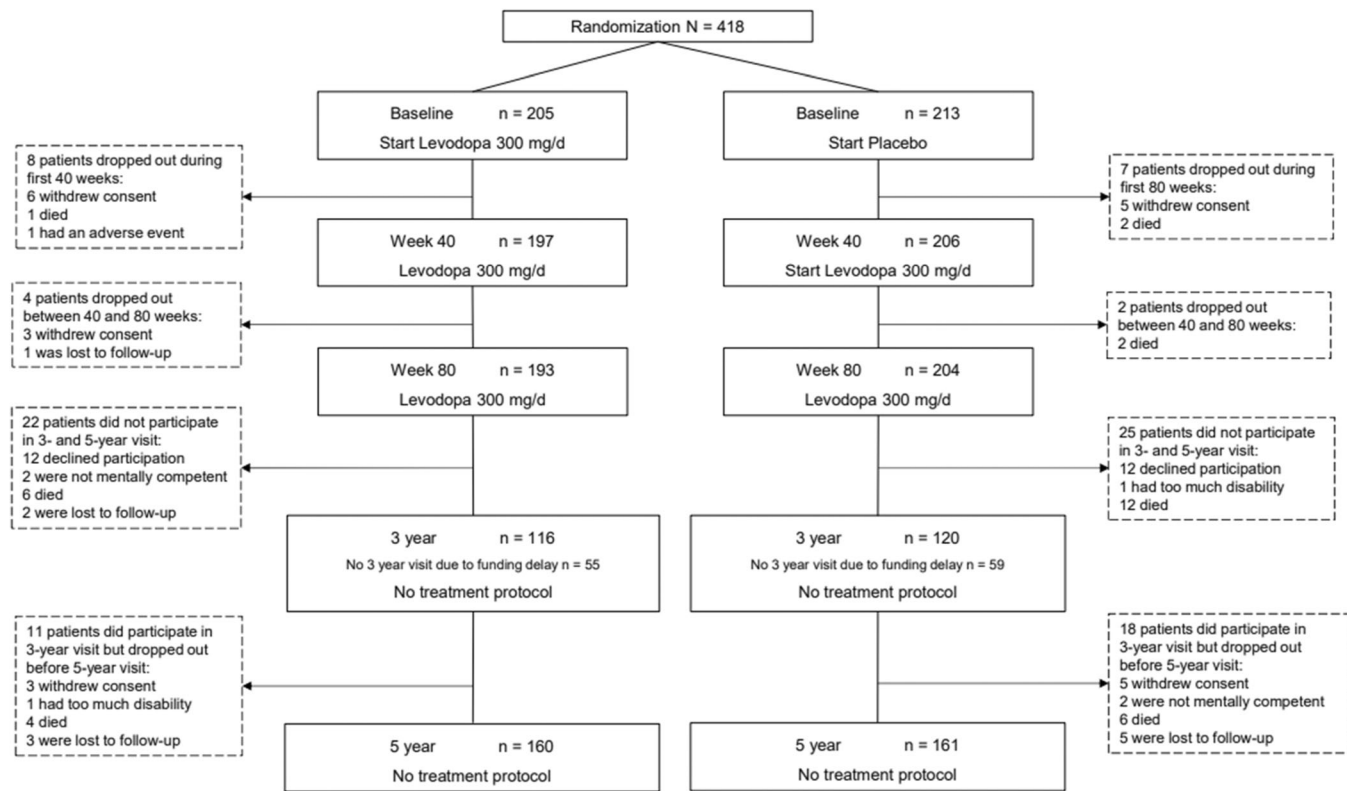 Randomization N = 418
Baseline n = 205
Start Levodopa 300 mg/d
Baseline n = 213
Start Placebo
8 patients dropped out during
first 40 weeks:
6 withdrew consent
1 died
1 had an adverse event
7 patients dropped out during
first 80 weeks:
5 withdrew consent
2 died
Week 40 n = 197
Levodopa 300 mg/d
Week 40 n = 206
Start Levodopa 300 mg/d
4 patients dropped out
between 40 and 80 weeks:
3 withdrew consent
1 was lost to follow-up
2 patients dropped out
between 40 and 80 weeks:
2 died
Week 80 n = 193
Levodopa 300 mg/d
Week 80 n = 204
Levodopa 300 mg/d
22 patients did not participate
in 3- and 5-year visit:
12 declined participation
2 were not mentally competent
6 died
2 were lost to follow-up
25 patients did not participate
in 3- and 5-year visit:
12 declined participation
1 had too much disability
12 died
3 year n = 116
No 3 year visit due to funding delay n = 55
No treatment protocol
3 year n = 120
No 3 year visit due to funding delay n = 59
No treatment protocol
11 patients did participate in
3-year visit but dropped out
before 5-year visit:
3 withdrew consent
1 had too much disability
4 died
3 were lost to follow-up
18 patients did participate in
3-year visit but dropped out
before 5-year visit:
5 withdrew consent
2 were not mentally competent
6 died
5 were lost to follow-up
5 year n = 160
No treatment protocol
5 year n = 161
No treatment protocol